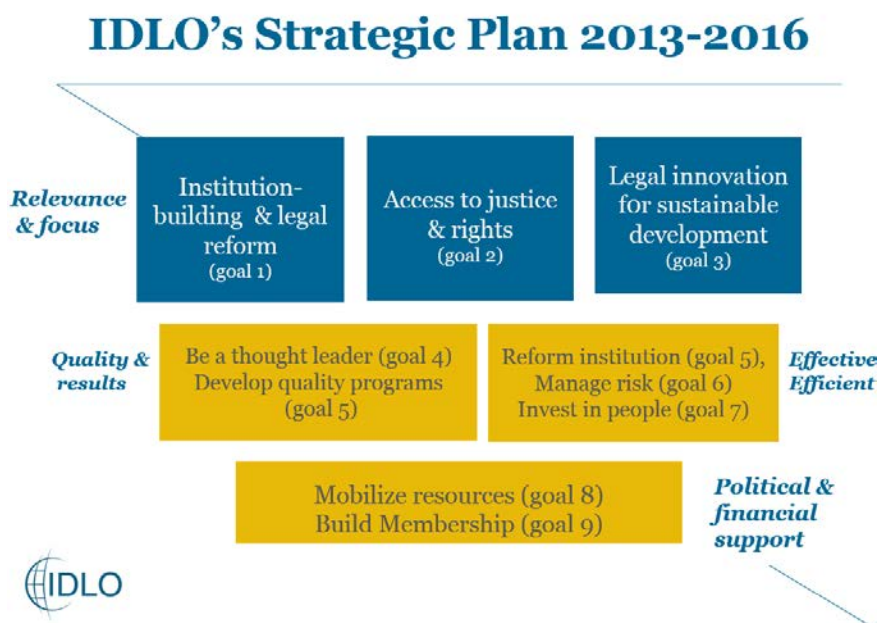 IDLO's Strategic Plan 2013-2016
Relevance
& focus
Institution-
building & legal
reform
(goal 1)
Access to justice
& rights
(goal 2)
Legal innovation
for sustainable
development
(goal 3)
Quality &
results
Be a thought leader (goal 4)
Develop quality programs
(goal 5)
Reform institution (goal 5),
Manage risk (goal 6)
Invest in people (goal 7)
Effective
Efficient
Mobilize resources (goal 8)
Build Membership (goal 9)
Political &
financial
support
IDLO